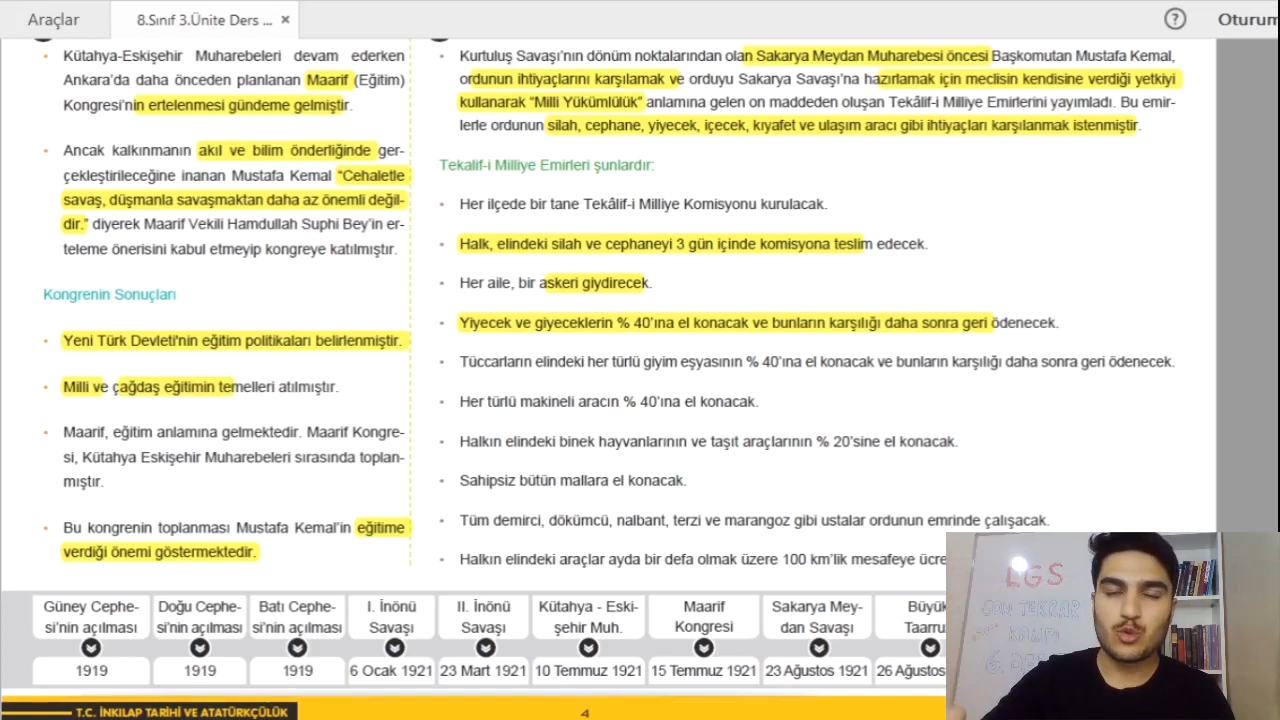 Araçlar
8.Sınıf 3.Ünite Ders ... ×
? Oturum
Kütahya-Eskişehir Muharebeleri devam ederken
Ankara’da daha önceden planlanan Maarif (Eğitim)
Kongresi’nin ertelenmesi gündeme gelmiştir.
Ancak kalkınmanın akıl ve bilim önderliğinde ger-
çekleştirileceğine inanan Mustafa Kemal “Cehaletle
savaş, düşmanla savaşmaktan daha az önemli değil-
dir.” diyerek Maarif Vekili Hamdullah Suphi Bey’in er-
teleme önerisini kabul etmeyip kongreye katılmıştır.
Kongrenin Sonuçları
Yeni Türk Devleti'nin eğitim politikaları belirlenmiştir.
Milli ve çağdaş eğitimin temelleri atılmıştır.
Maarif, eğitim anlamına gelmektedir. Maarif Kongre-
si, Kütahya Eskişehir Muharebeleri sırasında toplan-
mıştır.
Bu kongrenin toplanması Mustafa Kemal’in eğitime
verdiği önemi göstermektedir.
Kurtuluş Savaşı’nın dönüm noktalarından olan Sakarya Meydan Muharebesi öncesi Başkomutan Mustafa Kemal,
ordunun ihtiyaçlarını karşılamak ve orduyu Sakarya Savaşı’na hazırlamak için meclisin kendisine verdiği yetkiyi
kullanarak “Milli Yükümlülük” anlamına gelen on maddeden oluşan Tekâlif-i Milliye Emirlerini yayımladı. Bu emir-
lerle ordunun silah, cephane, yiyecek, içecek, kıyafet ve ulaşım aracı gibi ihtiyaçları karşılanmak istenmiştir.
Tekalif-i Milliye Emirleri şunlardır:
Her ilçede bir tane Tekâlif-i Milliye Komisyonu kurulacak.
Halk, elindeki silah ve cephaneyi 3 gün içinde komisyona teslim edecek.
Her aile, bir askeri giydirecek.
Yiyecek ve giyeceklerin % 40’ına el konacak ve bunların karşılığı daha sonra geri ödenecek.
Tüccarların elindeki her türlü giyim eşyasının % 40’ına el konacak ve bunların karşılığı daha sonra geri ödenecek.
Her türlü makineli aracın % 40’ına el konacak.
Halkın elindeki binek hayvanlarının ve taşıt araçlarının % 20’sine el konacak.
Sahipsiz bütün mallara el konacak.
Tüm demirci, dökümcü, nalbant, terzi ve marangoz gibi ustalar ordunun emrinde çalışacak.
Halkın elindeki araçlar ayda bir defa olmak üzere 100 km’lik mesafeye ücre
Güney Cephe-
si’nin açılması
1919
Doğu Cephe-
si’nin açılması
1919
Batı Cephe-
si’nin açılması
1919
I. İnönü
Savaşı
6 Ocak 1921
II. İnönü
Savaşı
23 Mart 1921
Kütahya - Eski-
şehir Muh.
10 Temmuz 1921
Maarif
Kongresi
15 Temmuz 1921
Sakarya Mey-
dan Savaşı
23 Ağustos 1921
Büyük
Taarru
26 Ağustos
LGS
SON TEKRAR
KAMPI
T.C. İNKILAP TARİHİ VE ATATÜRKÇÜLÜK
4